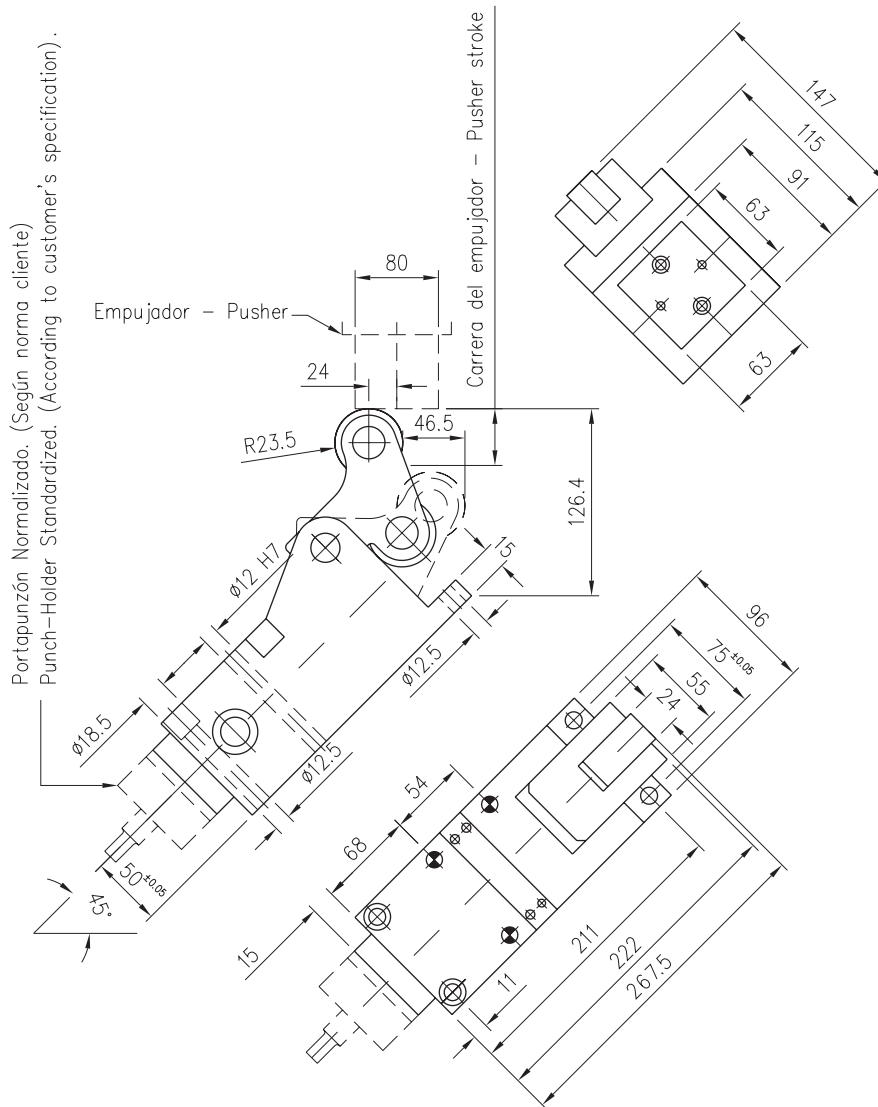 Portapunzón Normalizado. (Según norma cliente)
Punch-Holder Standardized. (According to customer's specification).
Empujador - Pusher
Carrera del empujador - Pusher stroke
80
24
46.5
R23.5
126.4
15
ø12 H7
ø12.5
ø18.5
ø12.5
50±0.05
45°
147
115
91
63
63
96
75±0.05
55
24
54
68
15
11
211
222
267.5